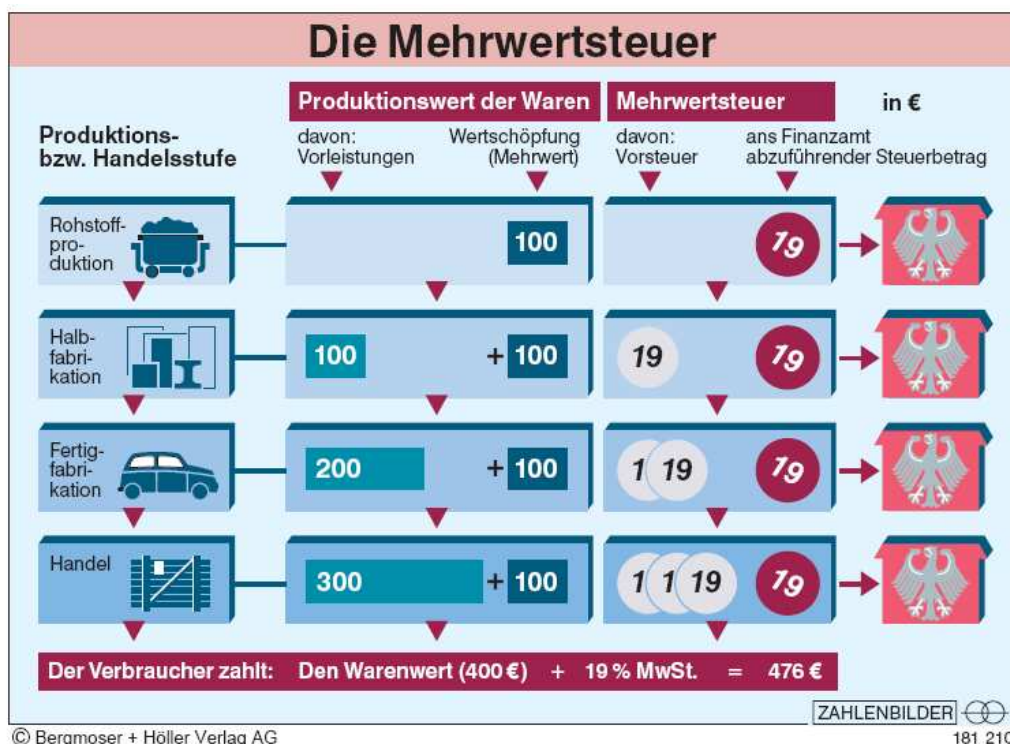 Die Mehrwertsteuer
Produktionswert der Waren
Mehrwertsteuer
in €
Produktions-
bzw. Handelsstufe
davon:
Vorleistungen
Wertschöpfung
(Mehrwert)
davon:
Vorsteuer
ans Finanzamt
abzuführender Steuerbetrag
Rohstoff-
pro-
duktion
100
19
Halb-
fabri-
kation
100
+ 100
19
19
Fertig-
fabri-
kation
200
+ 100
1 19
19
Handel
300
+ 100
1 1 19
19
Der Verbraucher zahlt: Den Warenwert (400 €) + 19 % MwSt. = 476 €
ZAHLENBILDER
© Bergmoser + Höller Verlag AG
181 210